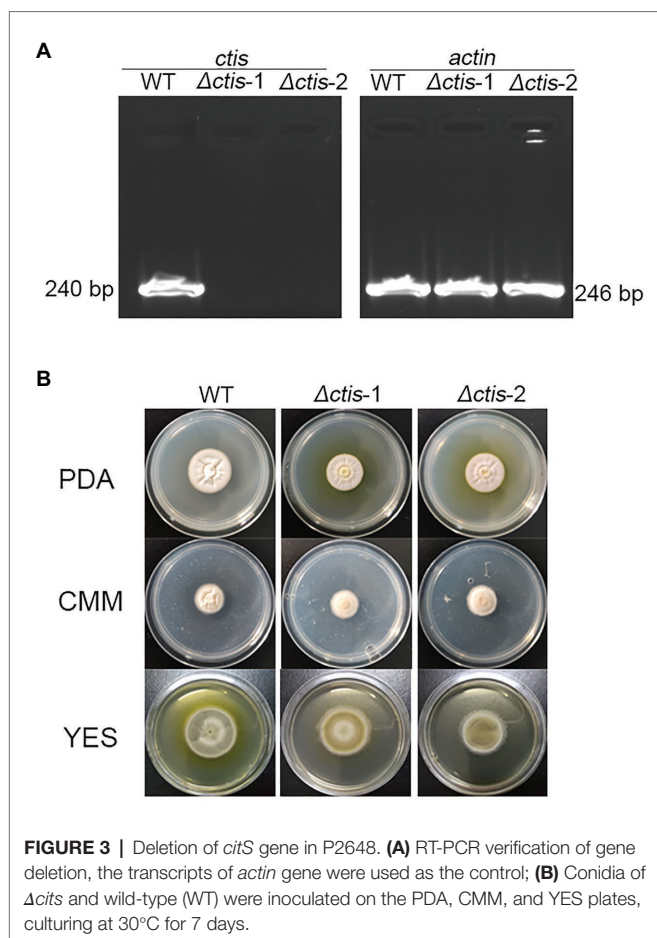 A
ctis
actin
WT Δctis-1 Δctis-2
WT Δctis-1 Δctis-2
240 bp
246 bp
B
WT Δctis-1 Δctis-2
PDA
CMM
YES
FIGURE 3 | Deletion of citS gene in P2648. (A) RT-PCR verification of gene
deletion, the transcripts of actin gene were used as the control; (B) Conidia of
Δcits and wild-type (WT) were inoculated on the PDA, CMM, and YES plates,
culturing at 30°C for 7 days.